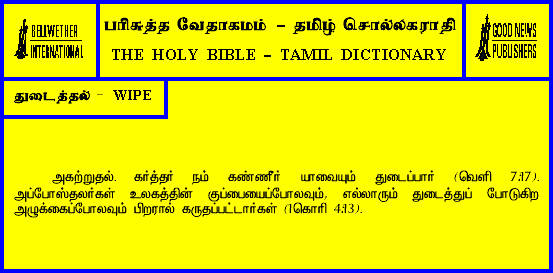 BELLWETHER
INTERNATIONAL
பரிசுத்த வேதாகமம் - தமிழ் சொல்லகராதி
THE HOLY BIBLE - TAMIL DICTIONARY
GOOD NEWS
PUBLISHERS
துடைத்தல் - WIPE
அகற்றுதல். கர்த்தர் நம் கண்ணீர் யாவையும் துடைப்பார் (வெளி 7:17).
அப்போஸ்தலர்கள் உலகத்தின் குப்பையைப்போலவும், எல்லாரும் துடைத்துப் போடுகிற
அழுக்கைப்போலவும் பிறரால் கருதப்பட்டார்கள் (1கொரி 4:13).